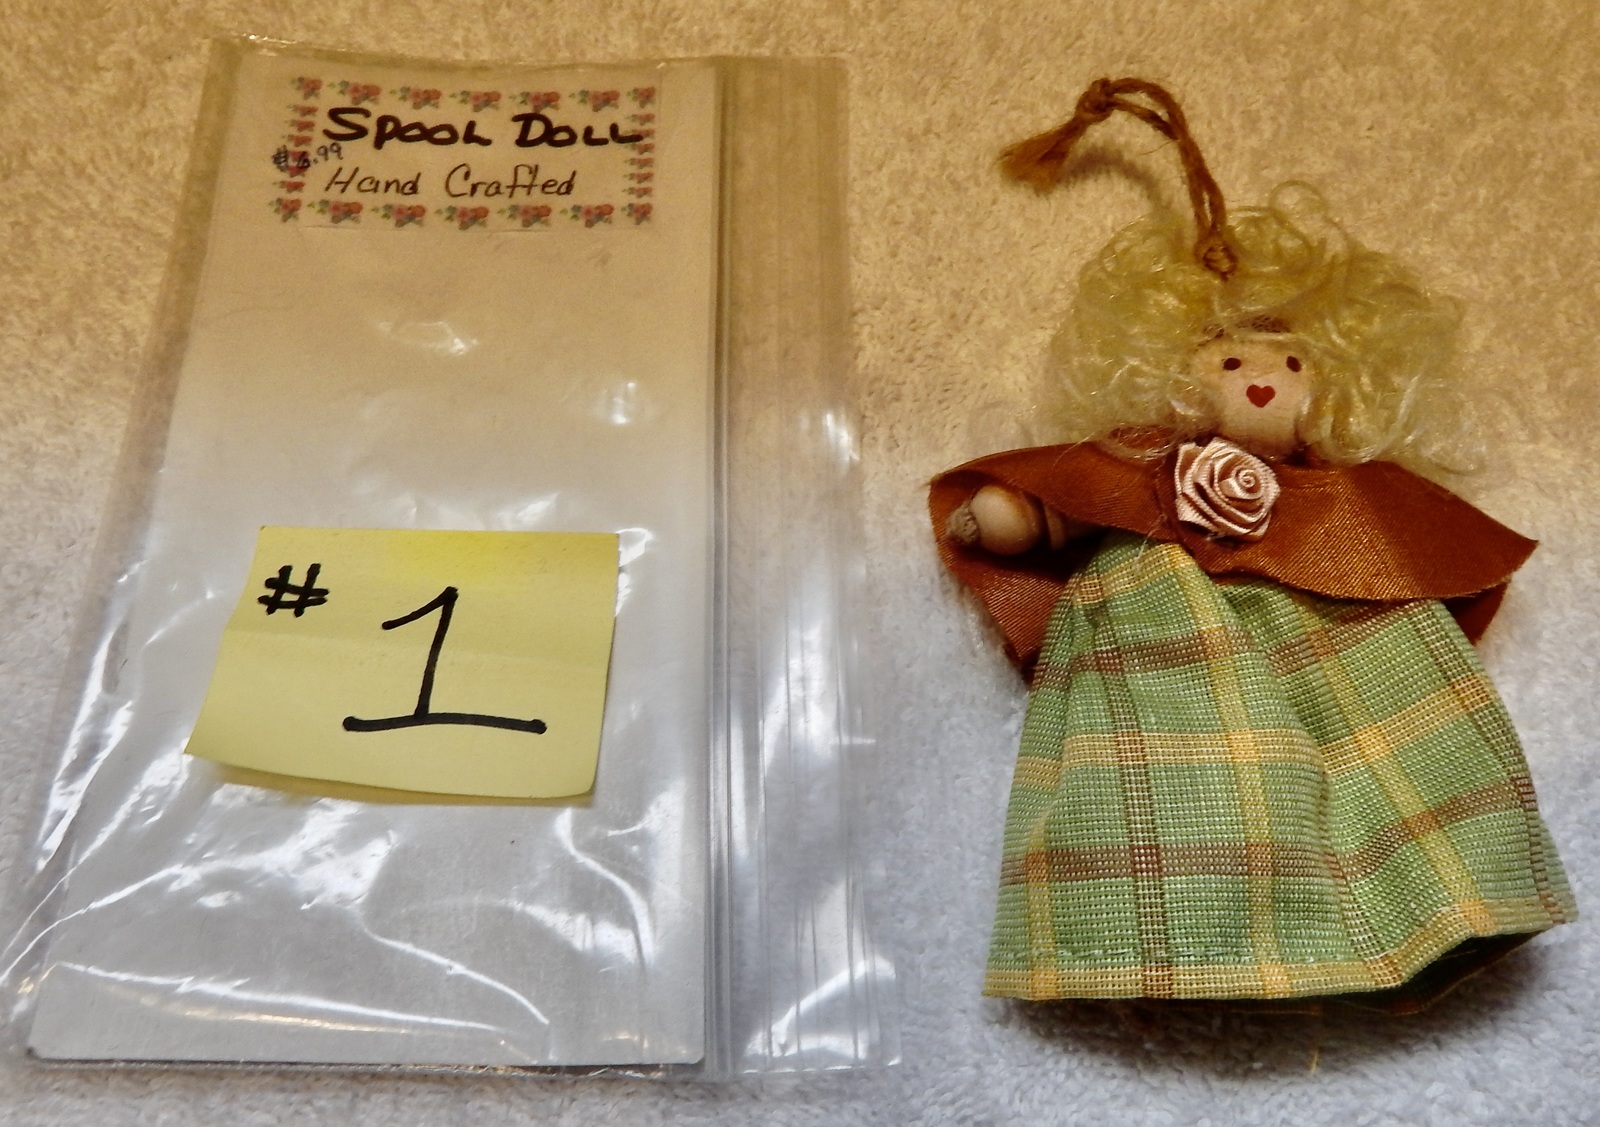 SPOOL DOLL
Hand Crafted
# 1